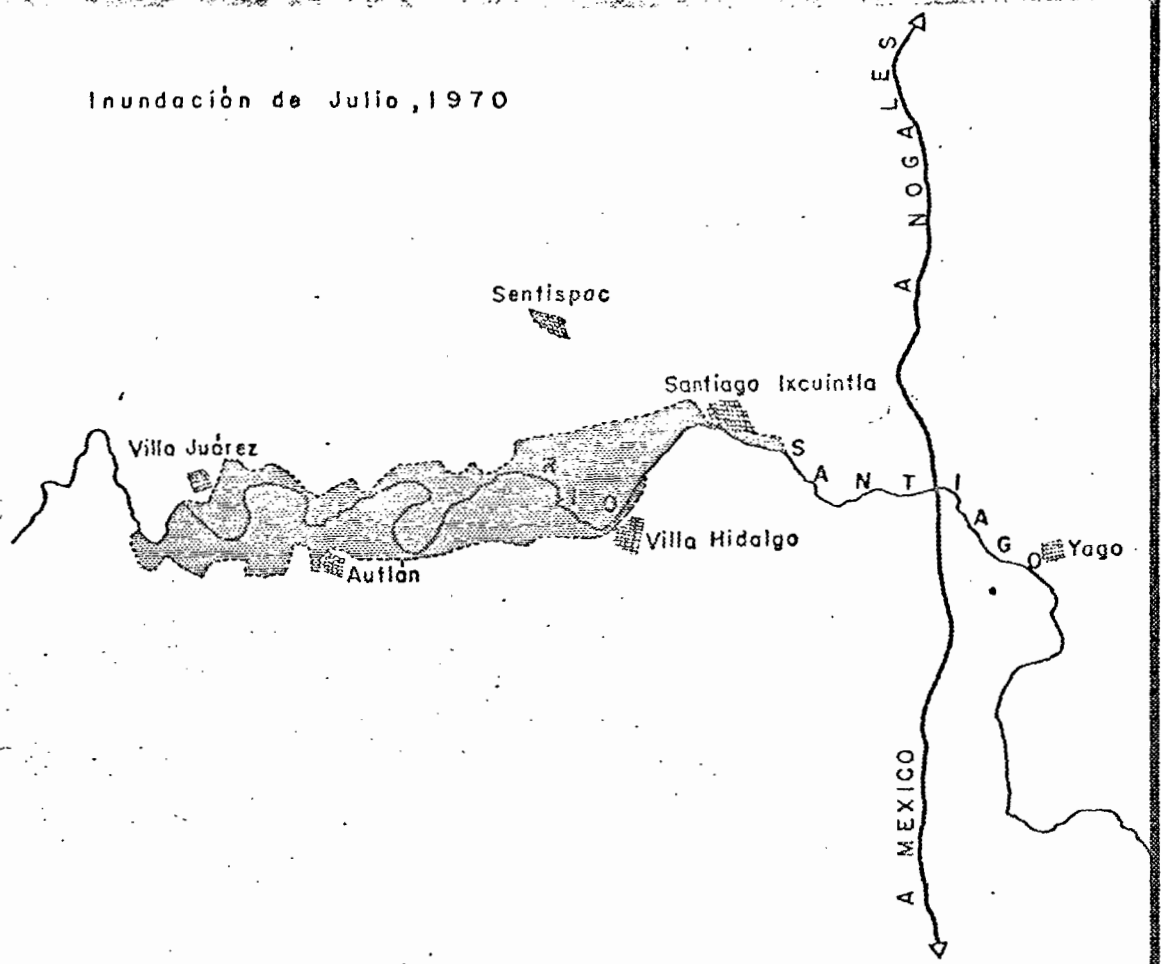 Inundación de Julio, 1970
A NOGALES
Sentispac
Santiago Ixcuintla
Villa Juárez
RIO SANTIAGO
Villa Hidalgo
Yago
Autlán
A MEXICO